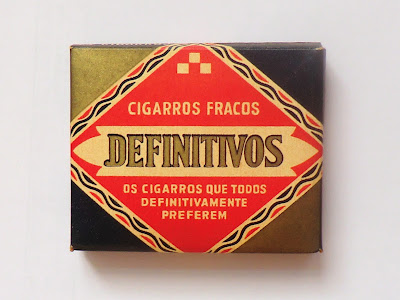 CIGARROS FRACOS
DEFINITIVOS
OS CIGARROS QUE TODOS
DEFINITIVAMENTE
PREFEREM